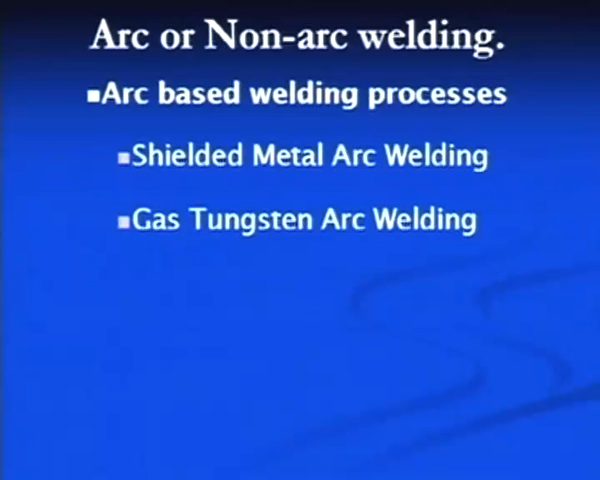 Arc or Non-arc welding.
▪Arc based welding processes
▪Shielded Metal Arc Welding
▪Gas Tungsten Arc Welding